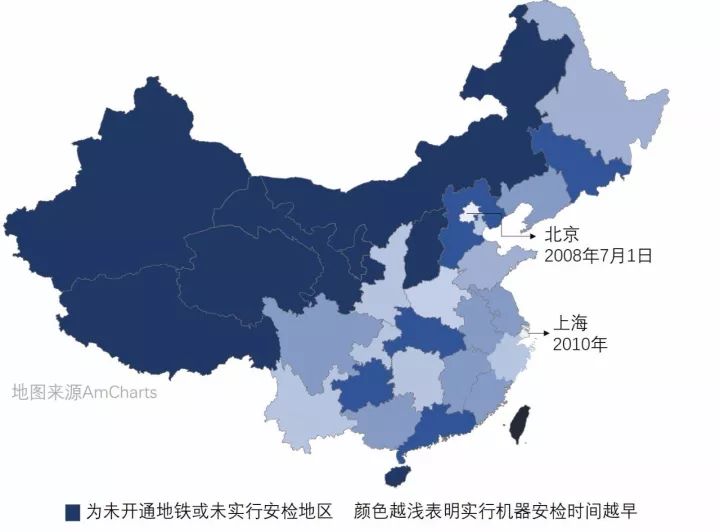 北京
2008年7月1日
上海
2010年
地图来源AmCharts
为未开通地铁或未实行安检地区 颜色越浅表明实行机器安检时间越早